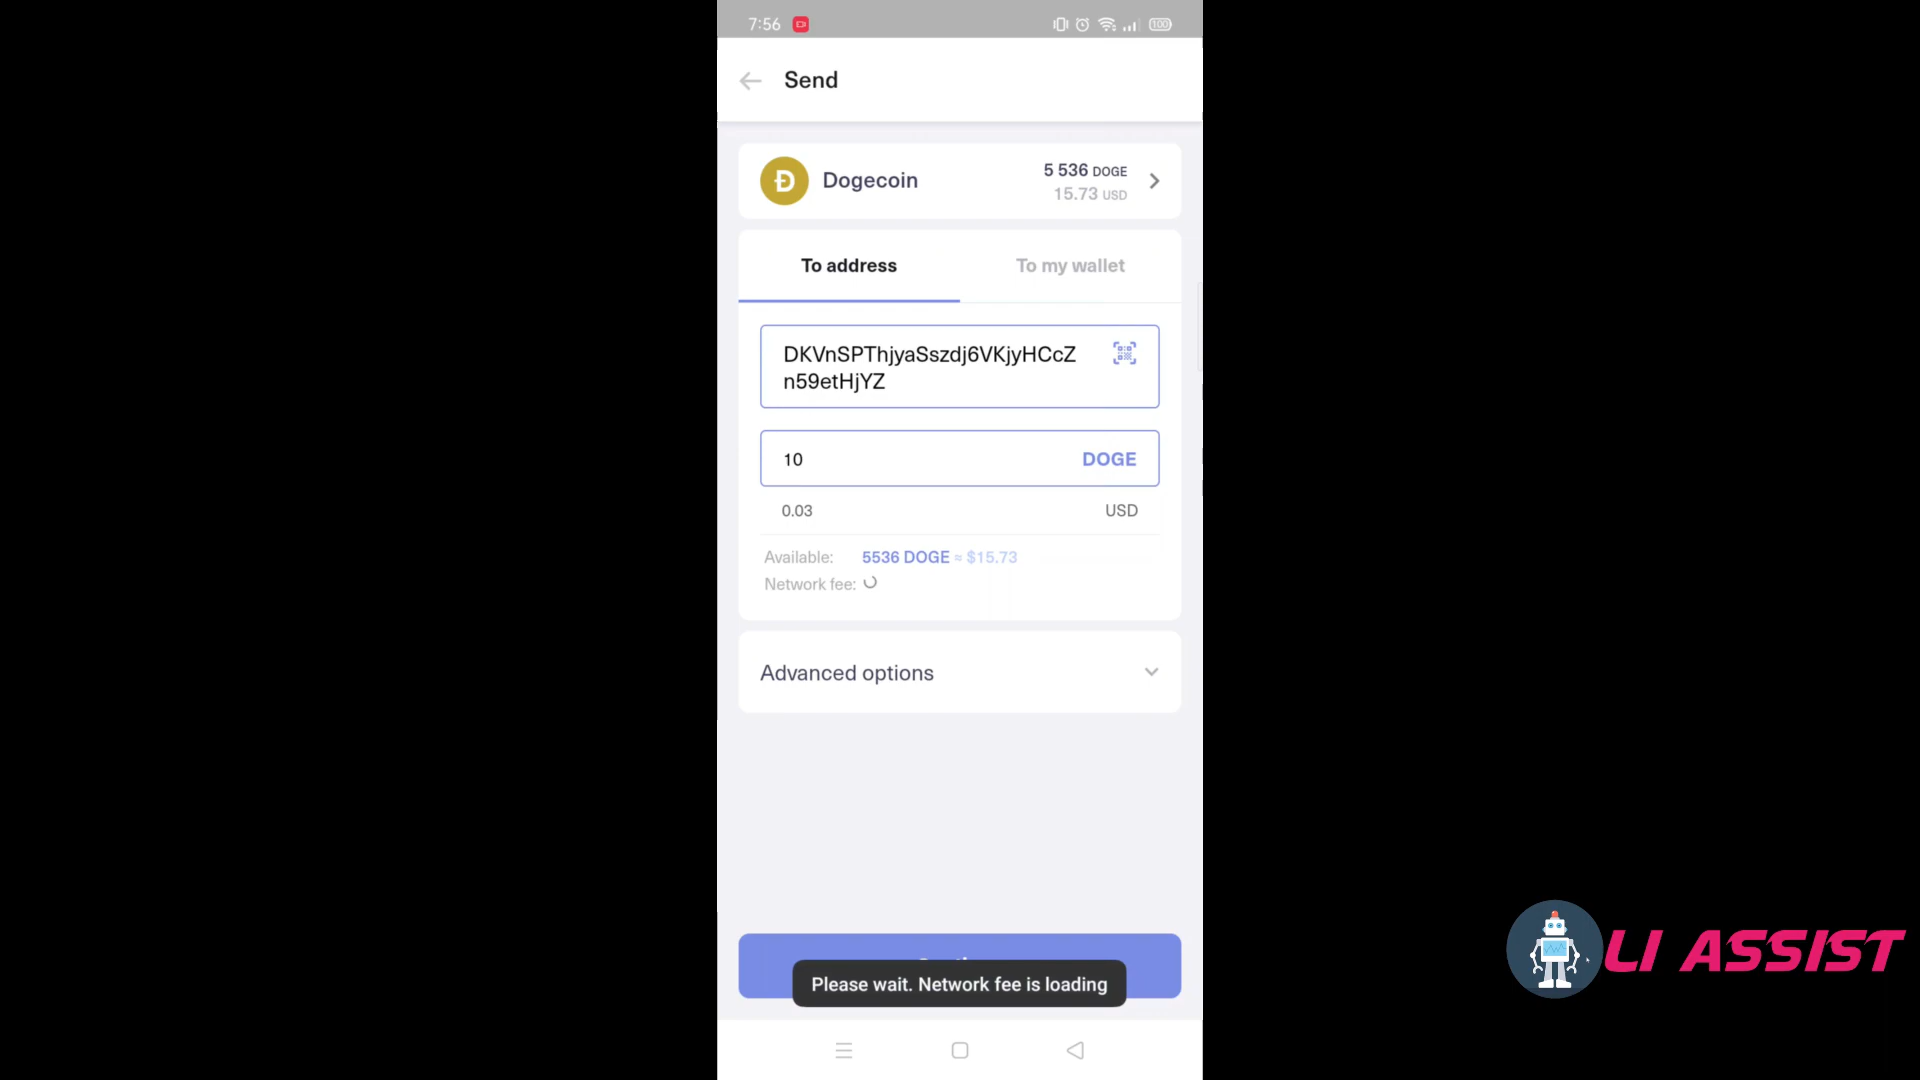 7:56
100
Send
Dogecoin
5 536 DOGE
15.73 USD
To address
To my wallet
DKVnSPThjyaSszdj6VKjyHCcZ
n59etHjYZ
10
DOGE
0.03
USD
Available: 5536 DOGE ≈ $15.73
Network fee:
Advanced options
Please wait. Network fee is loading
LI ASSIST